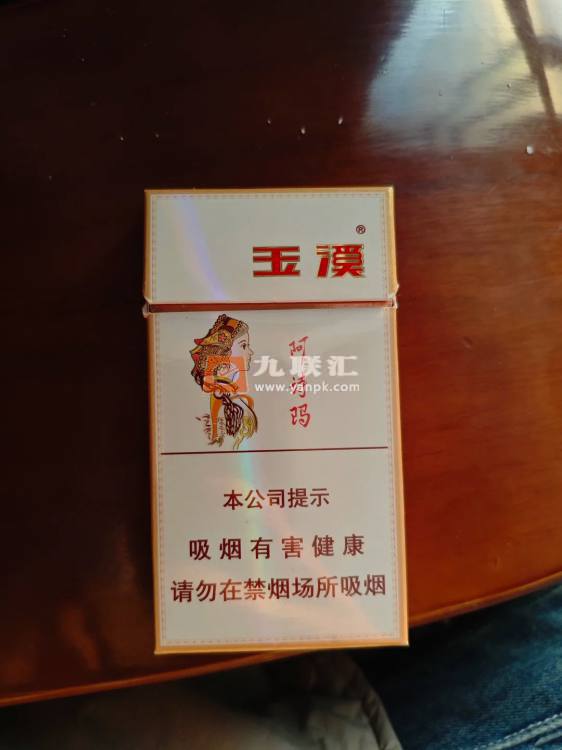 玉溪®
阿诗玛
九联汇
www.yanpk.com
本公司提示
吸烟有害健康
请勿在禁烟场所吸烟